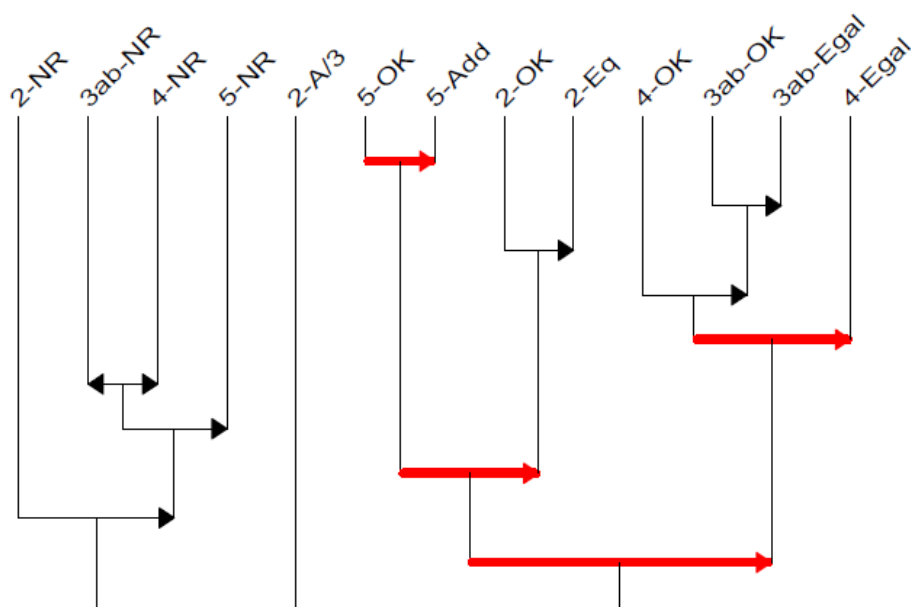 2-NR
3ab-NR
4-NR
5-NR
2-A/3
5-OK
5-Add
2-OK
2-Eq
4-OK
3ab-OK
3ab-Egal
4-Egal